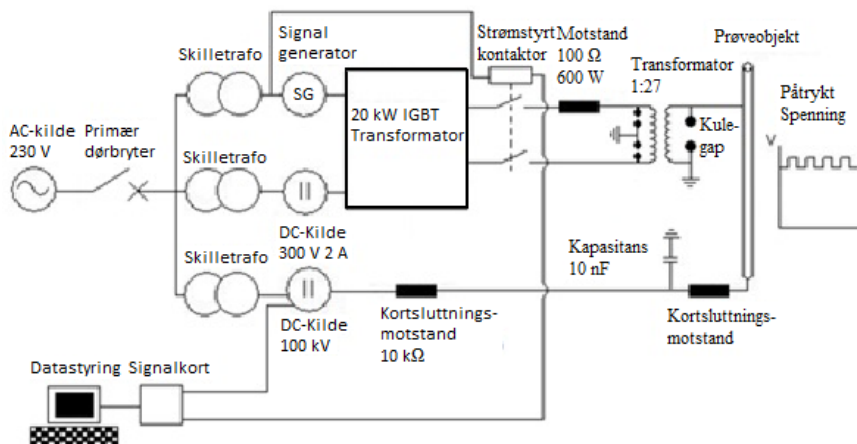 Skilletrafo
Signal
generator
Strømstyrt
kontaktor
Motstand
100 Ω
600 W
Prøveobjekt
Transformator
1:27
SG
20 kW IGBT
Transformator
Påtrykt
Spenning
AC-kilde
230 V
Primær
dørbryter
Kule-
gap
V
Skilletrafo
DC-Kilde
300 V 2 A
Kapasitans
10 nF
Skilletrafo
DC-Kilde
100 kV
Kortsluttnings-
motstand
10 kΩ
Kortsluttnings-
motstand
Datastyring
Signalkort